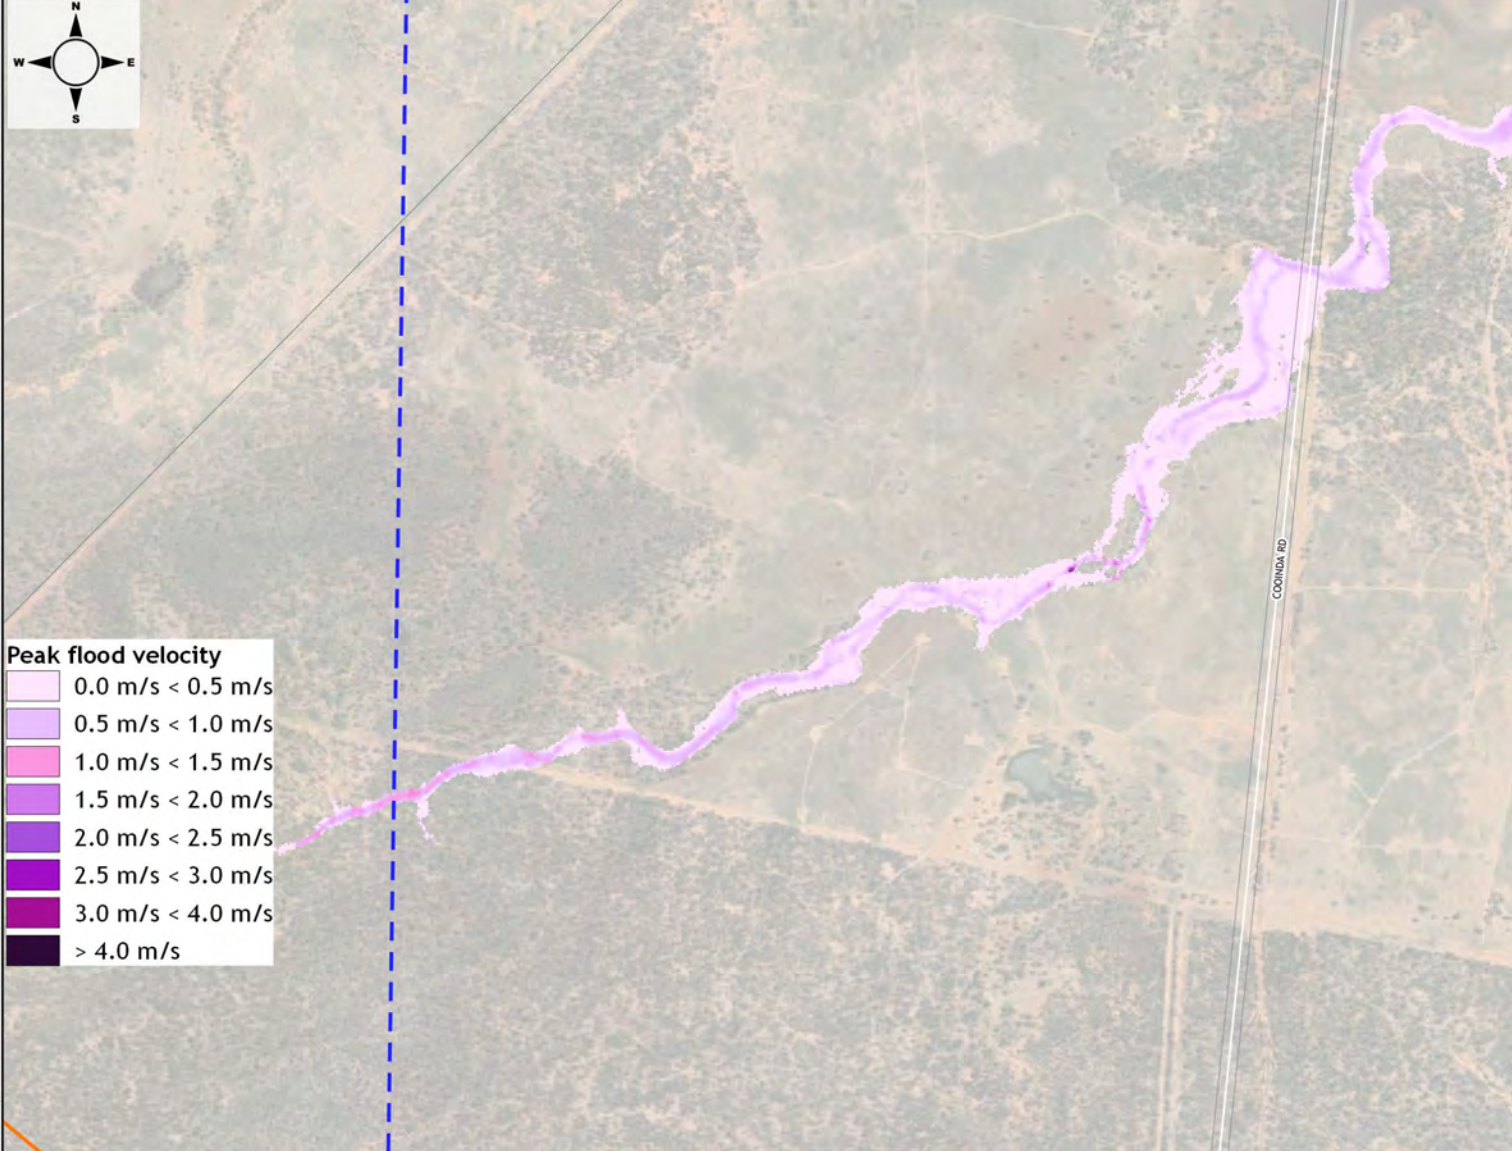 N
W E
S
COOINDA RD
Peak flood velocity
0.0 m/s < 0.5 m/s
0.5 m/s < 1.0 m/s
1.0 m/s < 1.5 m/s
1.5 m/s < 2.0 m/s
2.0 m/s < 2.5 m/s
2.5 m/s < 3.0 m/s
3.0 m/s < 4.0 m/s
> 4.0 m/s